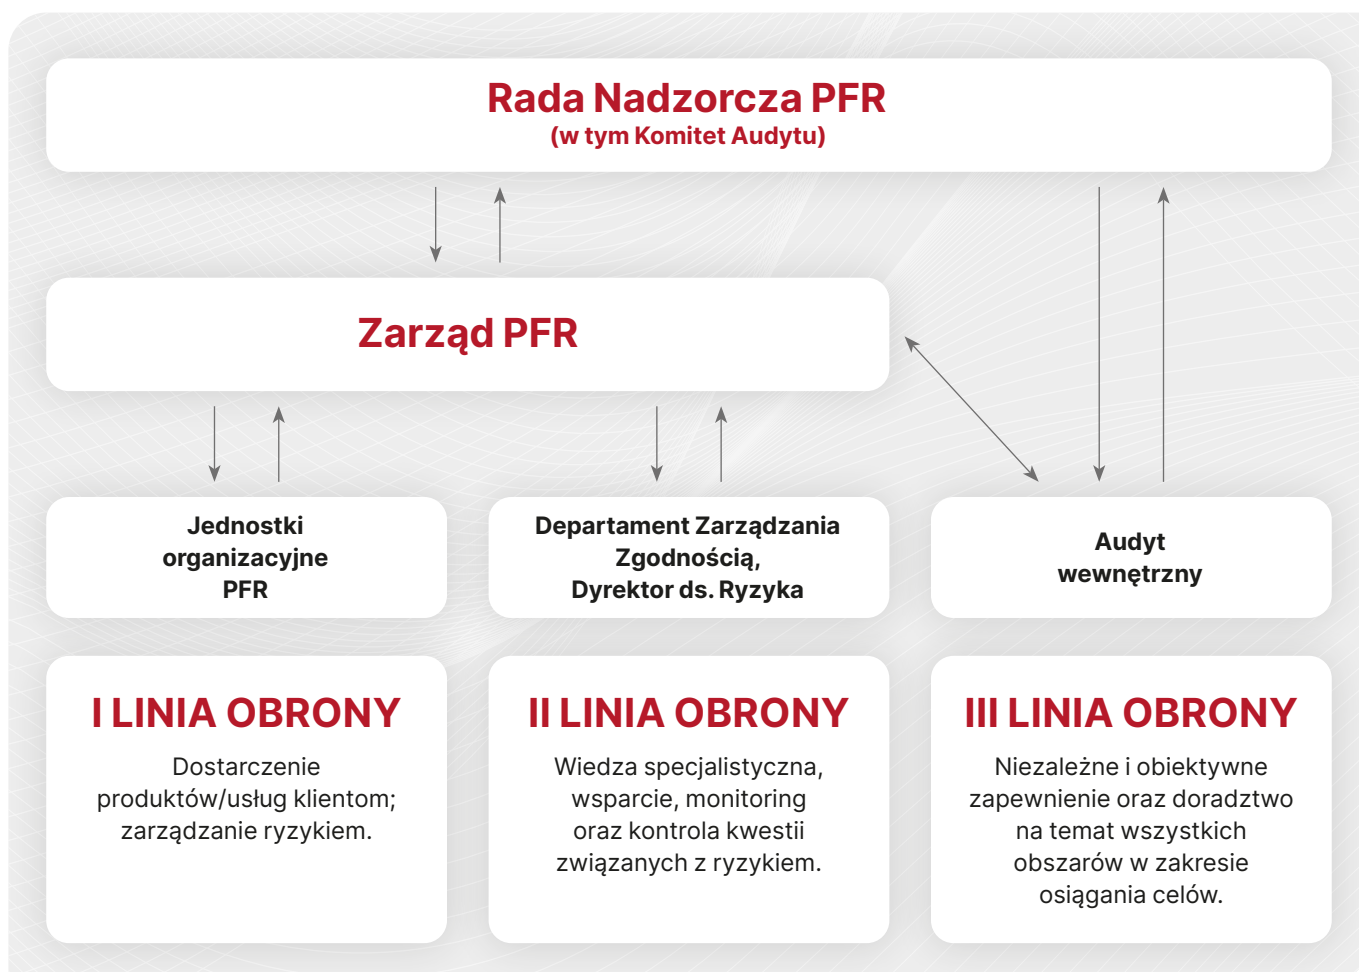 Rada Nadzorcza PFR
(w tym Komitet Audytu)
Zarząd PFR
Jednostki
organizacyjne
PFR
Departament Zarządzania
Zgodnością,
Dyrektor ds. Ryzyka
Audyt
wewnętrzny
I LINIA OBRONY
Dostarczenie
produktów/usług klientom;
zarządzanie ryzykiem.
II LINIA OBRONY
Wiedza specjalistyczna,
wsparcie, monitoring
oraz kontrola kwestii
związanych z ryzykiem.
III LINIA OBRONY
Niezależne i obiektywne
zapewnienie oraz doradztwo
na temat wszystkich
obszarów w zakresie
osiągania celów.